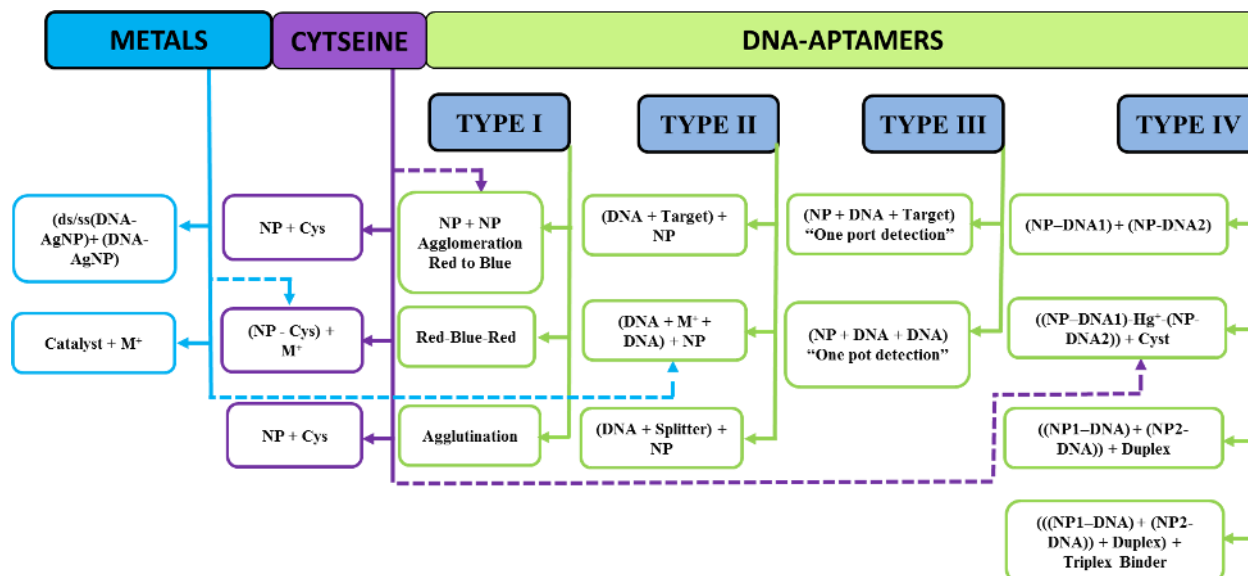 METALS
CYTSEINE
DNA-APTAMERS
TYPE I
TYPE II
TYPE III
TYPE IV
(ds/ss(DNA-
AgNP)+ (DNA-
AgNP)
Catalyst + M⁺
NP + Cys
(NP - Cys) +
M⁺
NP + Cys
NP + NP
Agglomeration
Red to Blue
Red-Blue-Red
Agglutination
(DNA + Target) +
NP
(DNA + M⁺ +
DNA) + NP
(DNA + Splitter) +
NP
(NP + DNA + Target)
“One port detection”
(NP + DNA + DNA)
“One pot detection”
(NP–DNA1) + (NP-DNA2)
((NP–DNA1)-Hg⁺-(NP-
DNA2)) + Cyst
((NP1–DNA) + (NP2-
DNA)) + Duplex
(((NP1–DNA) + (NP2-
DNA)) + Duplex) +
Triplex Binder